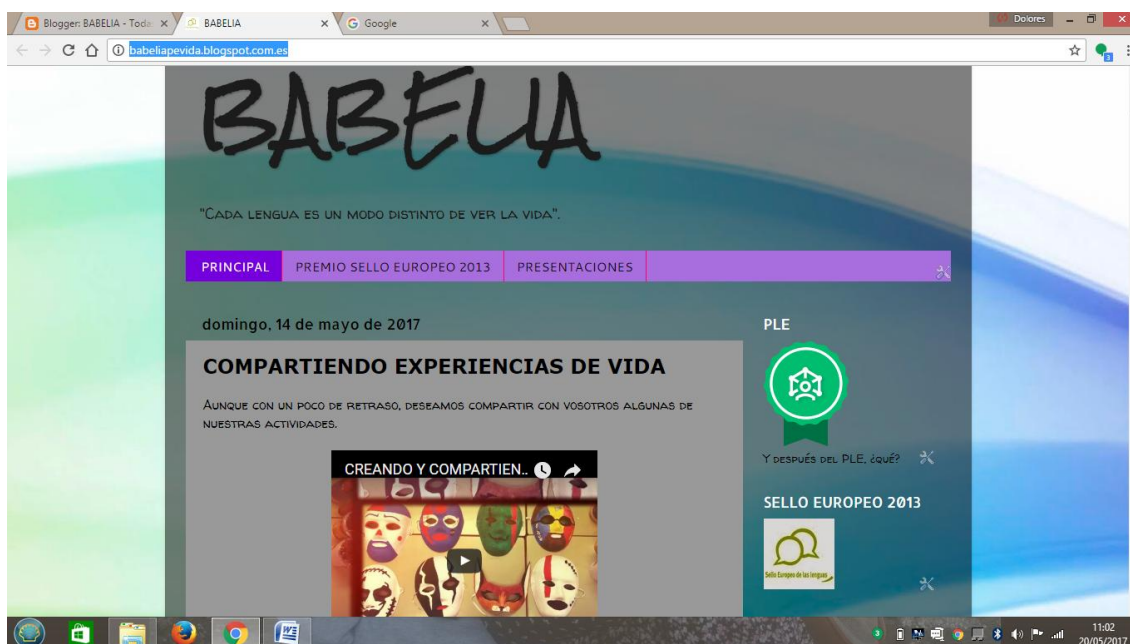 Blogger: BABELIA - Toda
BABELIA
Google
Dolores
babeliapevida.blogspot.com.es
3
BABELIA
"CADA LENGUA ES UN MODO DISTINTO DE VER LA VIDA".
PRINCIPAL
PREMIO SELLO EUROPEO 2013
PRESENTACIONES
domingo, 14 de mayo de 2017
PLE
COMPARTIENDO EXPERIENCIAS DE VIDA
AUNQUE CON UN POCO DE RETRASO, DESEAMOS COMPARTIR CON VOSOTROS ALGUNAS DE
NUESTRAS ACTIVIDADES.
Y DESPUÉS DEL PLE, ¿QUÉ?
CREANDO Y COMPARTIEN..
SELLO EUROPEO 2013
Sello Europeo de las lenguas
3
11:02
20/05/2017